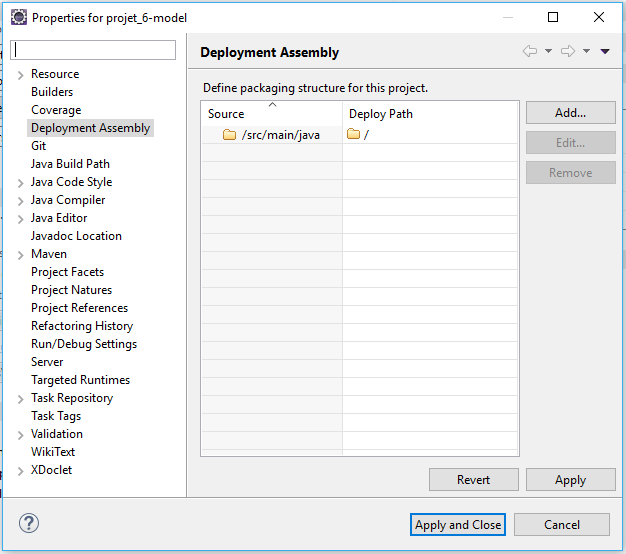 Properties for projet_6-model
Deployment Assembly
Define packaging structure for this project.
Resource
Builders
Coverage
Deployment Assembly
Git
Java Build Path
Java Code Style
Java Compiler
Java Editor
Javadoc Location
Maven
Project Facets
Project Natures
Project References
Refactoring History
Run/Debug Settings
Server
Targeted Runtimes
Task Repository
Task Tags
Validation
WikiText
XDoclet
Source Deploy Path
/src/main/java /
Add...
Edit...
Remove
Revert Apply
? Apply and Close Cancel